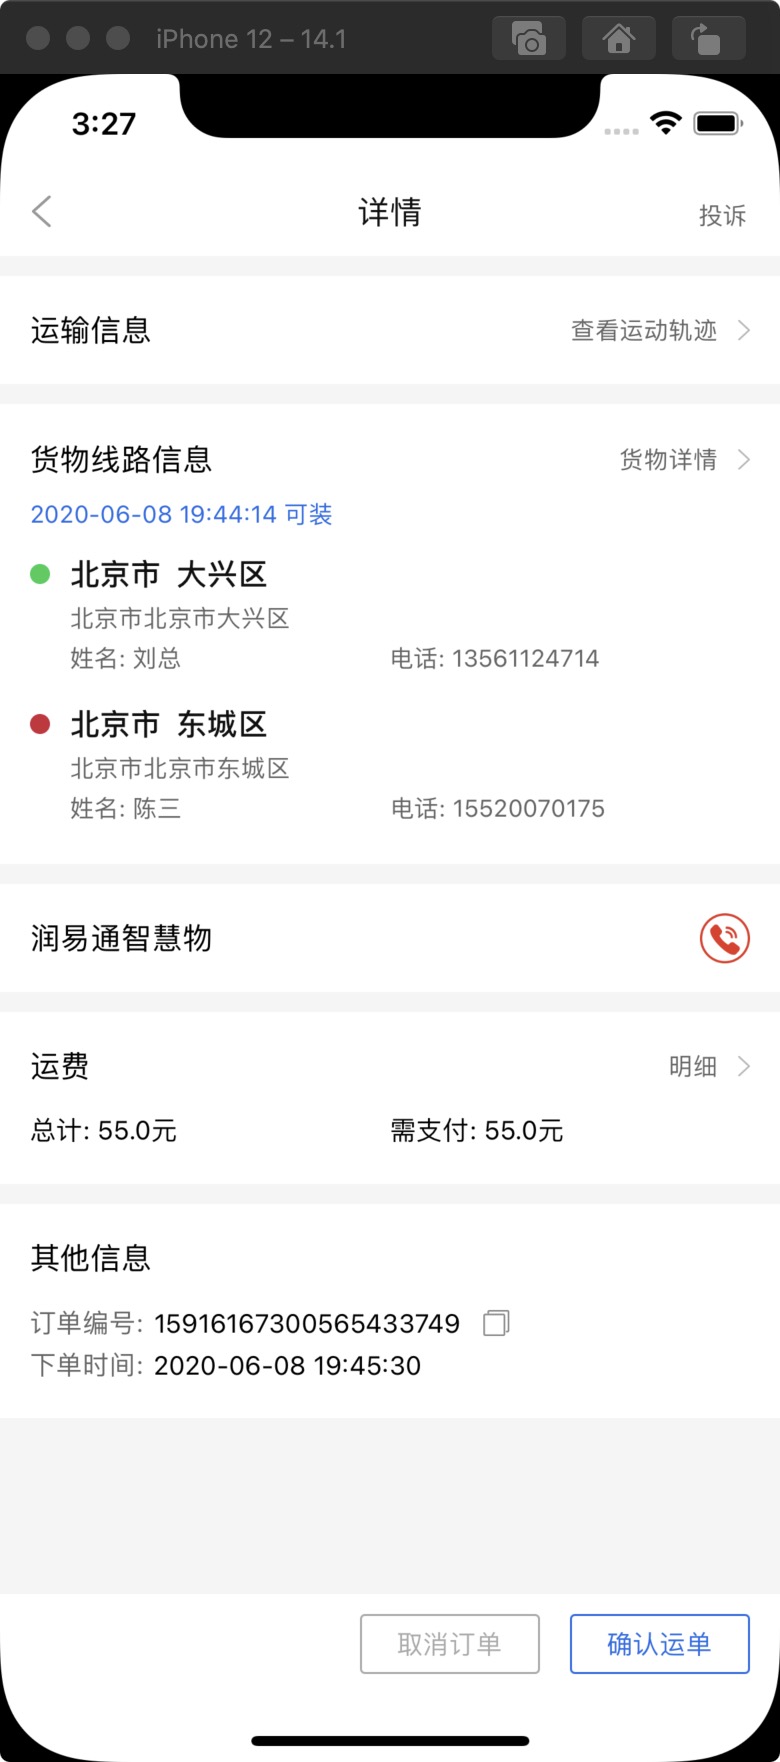 iPhone 12 – 14.1
3:27
详情
投诉
运输信息
查看运动轨迹
货物线路信息
货物详情
2020-06-08 19:44:14 可装
北京市 大兴区
北京市北京市大兴区
姓名: 刘总
电话: 13561124714
北京市 东城区
北京市北京市东城区
姓名: 陈三
电话: 15520070175
润易通智慧物
运费
明细
总计: 55.0元
需支付: 55.0元
其他信息
订单编号: 15916167300565433749
下单时间: 2020-06-08 19:45:30
取消订单
确认运单